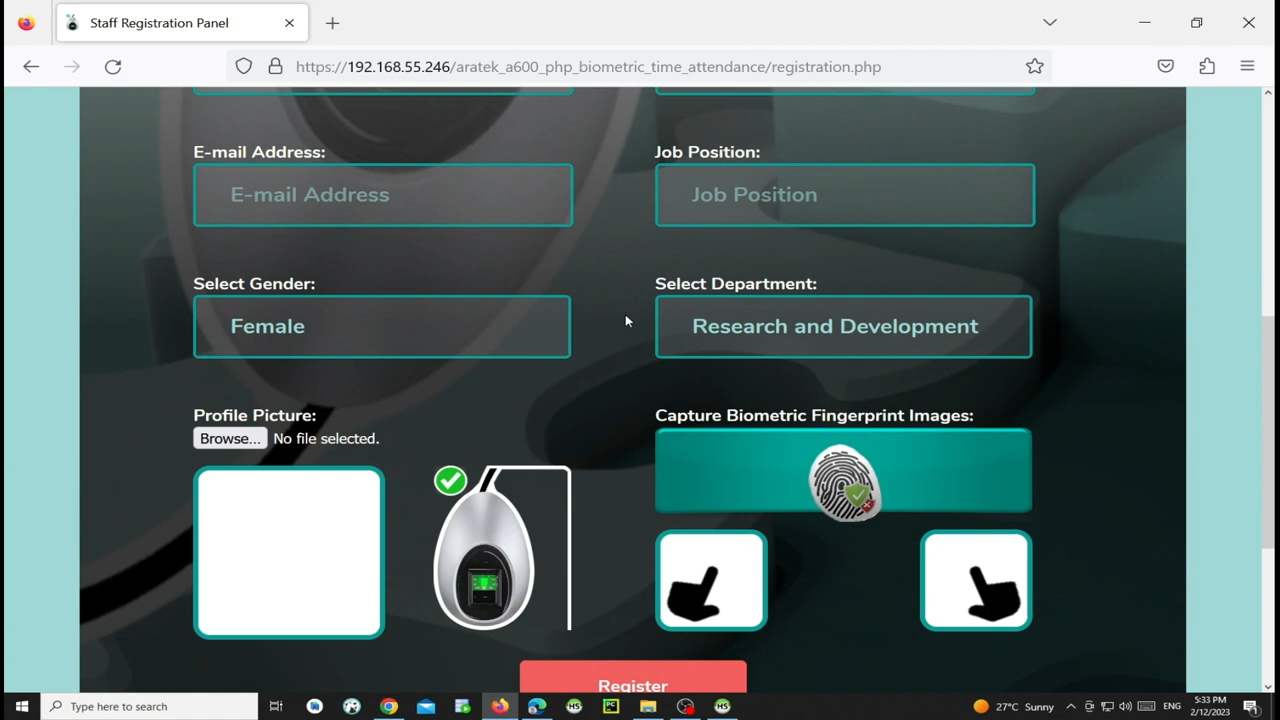 Staff Registration Panel
https://192.168.55.246/aratek_a600_php_biometric_time_attendance/registration.php
E-mail Address:
Job Position:
E-mail Address
Job Position
Select Gender:
Select Department:
Female
Research and Development
Profile Picture:
Capture Biometric Fingerprint Images:
Browse... No file selected.
Register
Type here to search
27°C Sunny
ENG
5:33 PM
2/12/2023